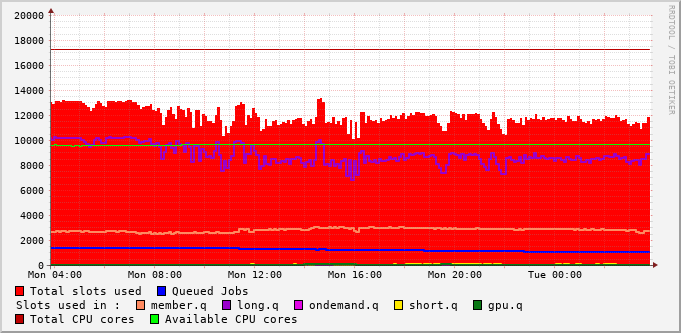 20000
18000
16000
14000
12000
10000
8000
6000
4000
2000
0
Mon 04:00 Mon 08:00 Mon 12:00 Mon 16:00 Mon 20:00 Tue 00:00
RRDTOOL / TOBI OETIKER
Total slots used Queued Jobs
Slots used in : member.q long.q ondemand.q short.q gpu.q
Total CPU cores Available CPU cores